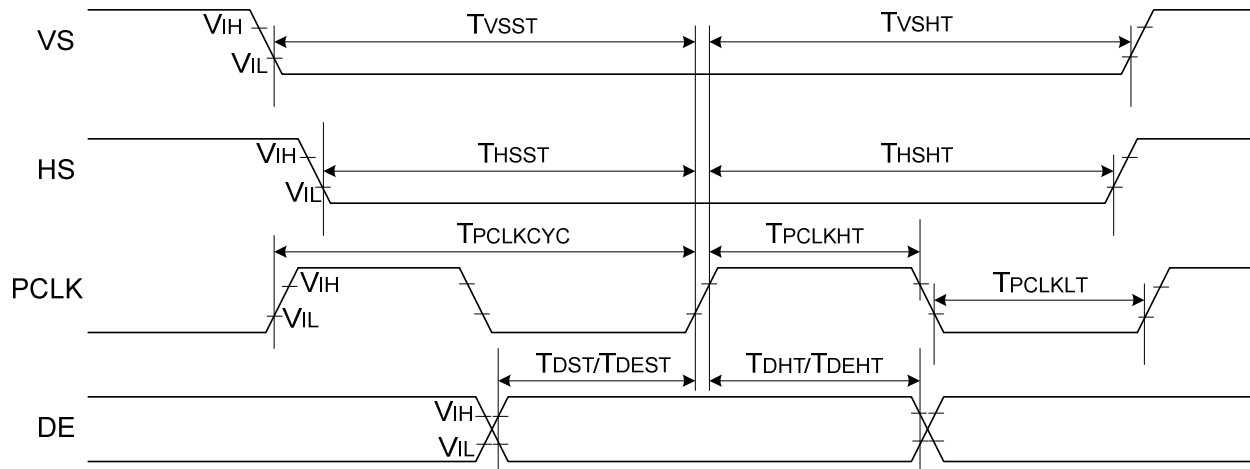 VS
VIH
VIL
TVSST
TVSHT
HS
VIH
VIL
THSST
THSHT
PCLK
VIH
VIL
TPCLKCYC
TPCLKHT
TPCLKLT
DE
VIH
VIL
TDST/TDEST
TDHT/TDEHT